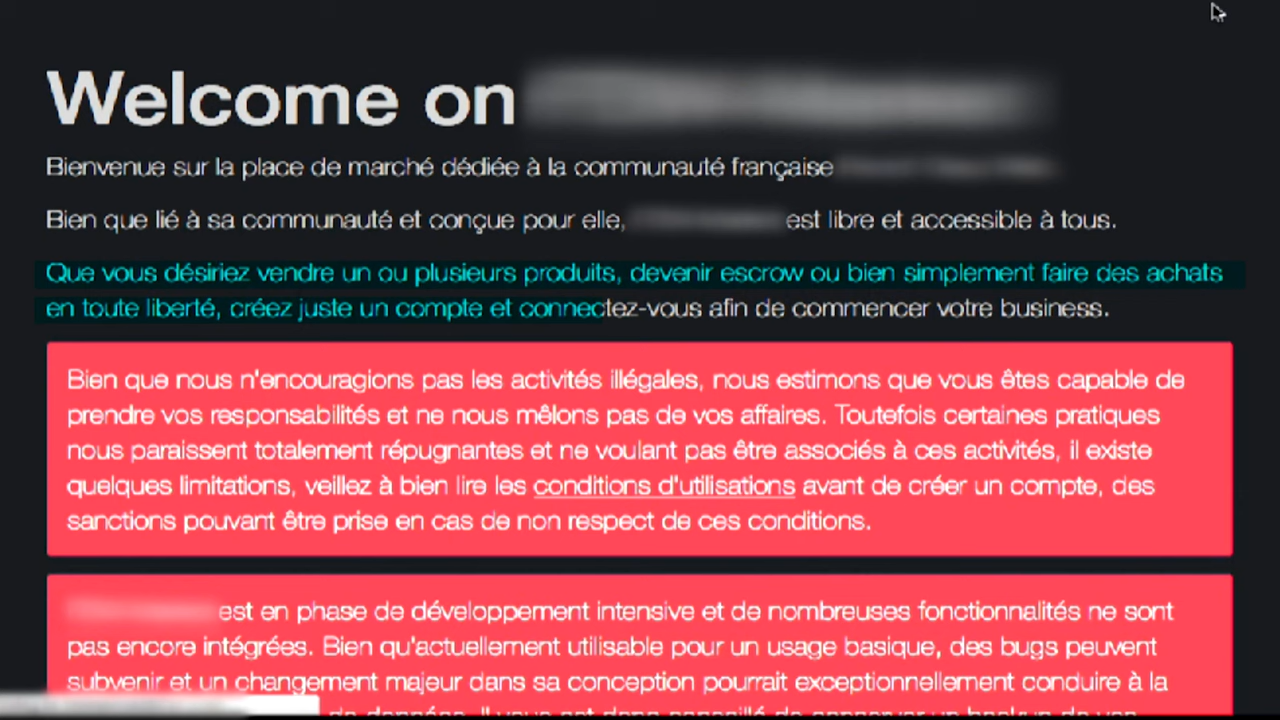 Welcome on
Bienvenue sur la place de marché dédiée à la communauté française
Bien que lié à sa communauté et conçue pour elle, est libre et accessible à tous.
Que vous désiriez vendre un ou plusieurs produits, devenir escrow ou bien simplement faire des achats
en toute liberté, créez juste un compte et connectez-vous afin de commencer votre business.
Bien que nous n'encouragions pas les activités illégales, nous estimons que vous êtes capable de
prendre vos responsabilités et ne nous mêlons pas de vos affaires. Toutefois certaines pratiques
nous paraissent totalement répugnantes et ne voulant pas être associés à ces activités, il existe
quelques limitations, veillez à bien lire les conditions d'utilisations avant de créer un compte, des
sanctions pouvant être prise en cas de non respect de ces conditions.
est en phase de développement intensive et de nombreuses fonctionnalités ne sont
pas encore intégrées. Bien qu'actuellement utilisable pour un usage basique, des bugs peuvent
subvenir et un changement majeur dans sa conception pourrait exceptionnellement conduire à la